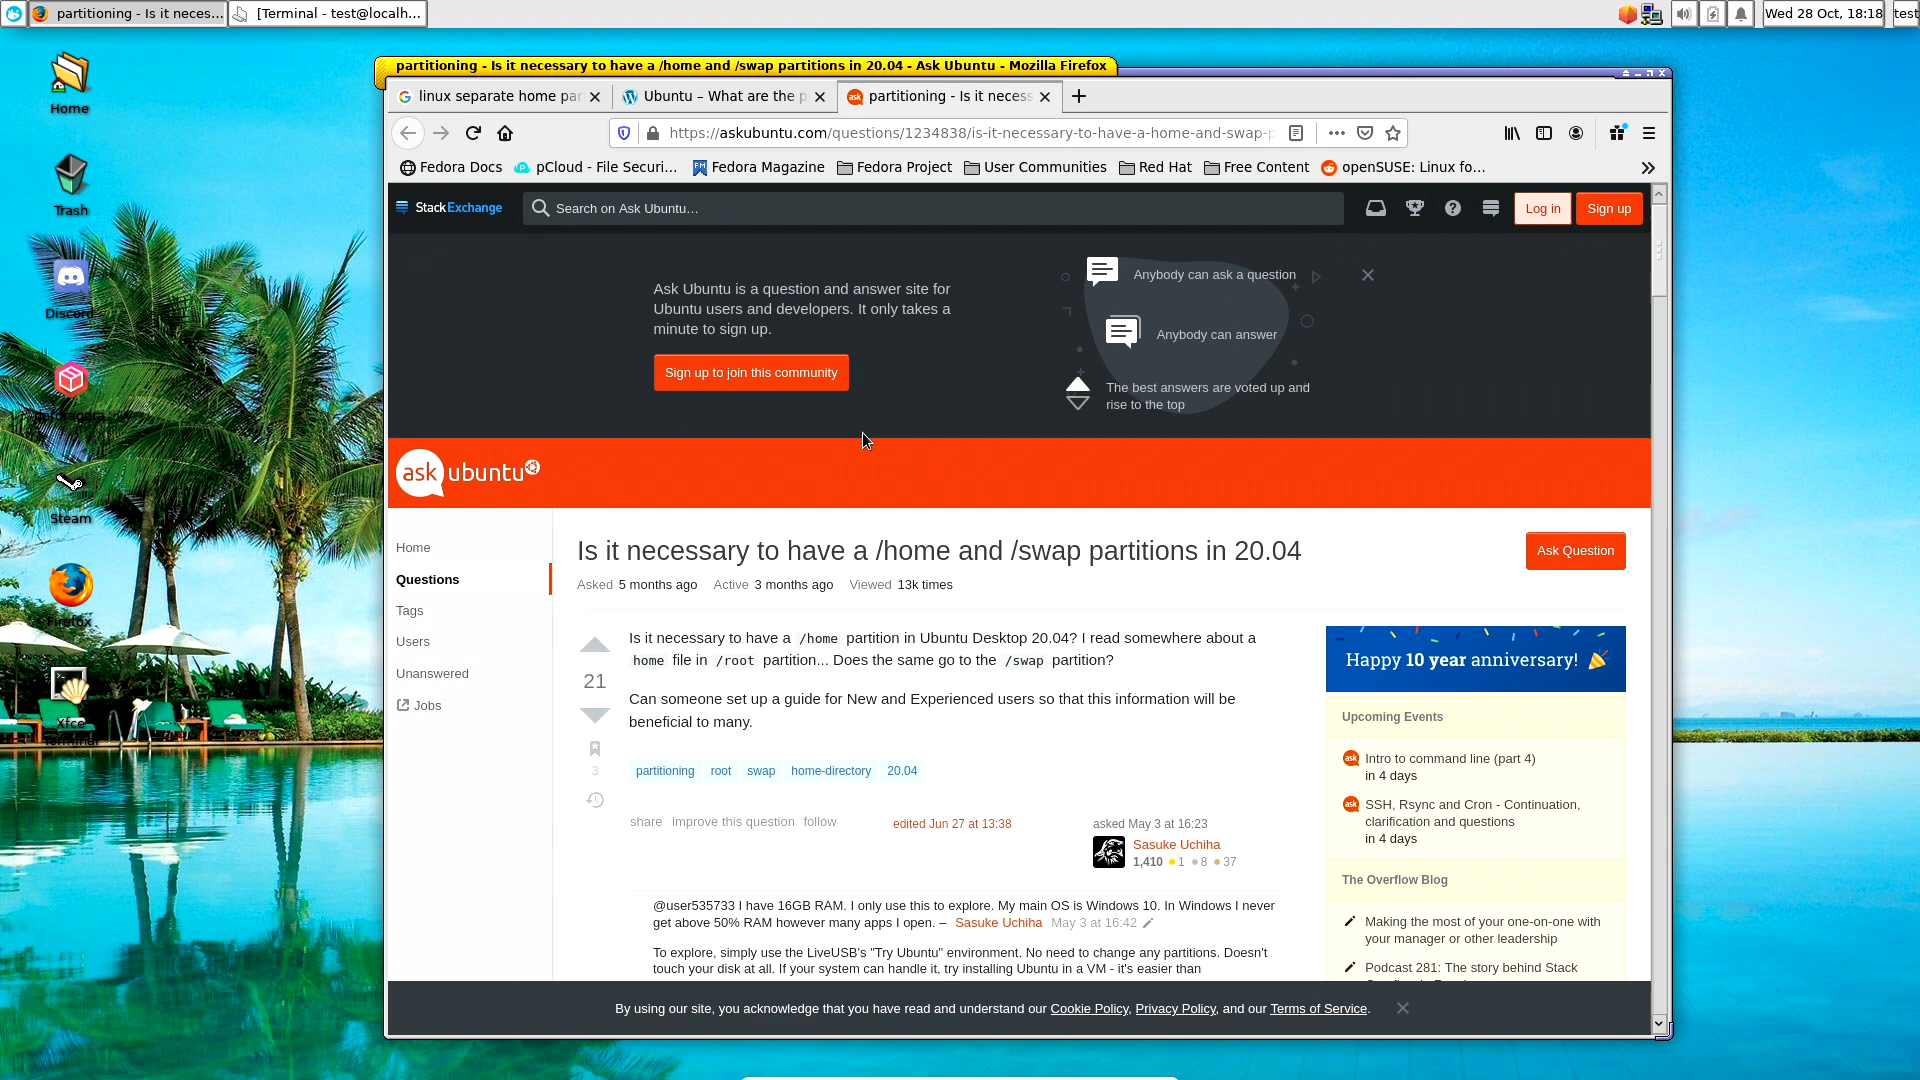 partitioning - Is it neces...
[Terminal - test@localh...
Wed 28 Oct, 18:18
test
Home
Trash
Discord
Steam
Firefox
Xfce
Terminal
partitioning - Is it necessary to have a /home and /swap partitions in 20.04 - Ask Ubuntu - Mozilla Firefox
linux separate home par
Ubuntu – What are the p
partitioning - Is it necess
https://askubuntu.com/questions/1234838/is-it-necessary-to-have-a-home-and-swap-p
Fedora Docs
pCloud - File Securi...
Fedora Magazine
Fedora Project
User Communities
Red Hat
Free Content
openSUSE: Linux fo...
StackExchange
Search on Ask Ubuntu...
Log in
Sign up
Ask Ubuntu is a question and answer site for
Ubuntu users and developers. It only takes a
minute to sign up.
Sign up to join this community
Anybody can ask a question
Anybody can answer
The best answers are voted up and
rise to the top
ask ubuntu
Home
Questions
Tags
Users
Unanswered
Jobs
Is it necessary to have a /home and /swap partitions in 20.04
Ask Question
Asked 5 months ago Active 3 months ago Viewed 13k times
Is it necessary to have a /home partition in Ubuntu Desktop 20.04? I read somewhere about a
home file in /root partition... Does the same go to the /swap partition?
21
Can someone set up a guide for New and Experienced users so that this information will be
beneficial to many.
3
partitioning root swap home-directory 20.04
share improve this question follow
edited Jun 27 at 13:38
asked May 3 at 16:23
Sasuke Uchiha
1,410 1 8 37
@user535733 I have 16GB RAM. I only use this to explore. My main OS is Windows 10. In Windows I never
get above 50% RAM however many apps I open. – Sasuke Uchiha May 3 at 16:42
To explore, simply use the LiveUSB's "Try Ubuntu" environment. No need to change any partitions. Doesn't
touch your disk at all. If your system can handle it, try installing Ubuntu in a VM - it's easier than
Happy 10 year anniversary!
Upcoming Events
ask
Intro to command line (part 4)
in 4 days
ask
SSH, Rsync and Cron - Continuation,
clarification and questions
in 4 days
The Overflow Blog
Making the most of your one-on-one with
your manager or other leadership
Podcast 281: The story behind Stack
By using our site, you acknowledge that you have read and understand our Cookie Policy, Privacy Policy, and our Terms of Service.